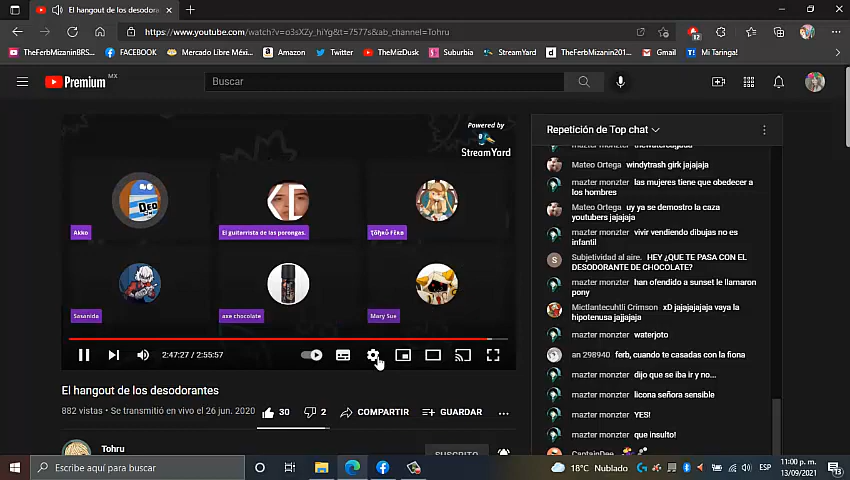 El hangout de los desodora
https://www.youtube.com/watch?v=o3sXZy_hiYg&t=7577s&ab_channel=Tohru
TheFerbMizaninBRS...
FACEBOOK
Mercado Libre Méxi...
Amazon
Twitter
TheMizDusk
Suburbia
StreamYard
TheFerbMizanin201...
Gmail
Mi Taringa!
Premium MX
Buscar
Powered by
StreamYard
DEO
Akko
El guitarrista de las porongas.
Sasanida
axe chocolate
Mary Sue
2:47:27 / 2:55:57
El hangout de los desodorantes
882 vistas • Se transmitió en vivo el 26 jun. 2020
30
2
COMPARTIR
GUARDAR
Tohru
SUSCRITO
Repetición de Top chat
mazter monzter
Mateo Ortega windytrash girk jajajaja
mazter monzter las mujeres tiene que obedecer a
los hombres
Mateo Ortega uy ya se demostro la caza
youtubers jajajaja
mazter monzter vivir vendiendo dibujas no es
infantil
Subjetividad al aire. HEY ¿QUE TE PASA CON EL
DESODORANTE DE CHOCOLATE?
mazter monzter han ofendido a sunset le llamaron
pony
Mictlantecuhtli Crimson xD jajajajajaja vaya la
hipotenusa jajjajaja
mazter monzter waterjoto
an 298940 ferb, cuando te casadas con la fiona
mazter monzter dijo que se iba ir y no...
mazter monzter licona señora sensible
mazter monzter YES!
mazter monzter que insulto!
CaptainDee
Escribe aquí para buscar
18°C Nublado
ESP
11:00 p. m.
13/09/2021